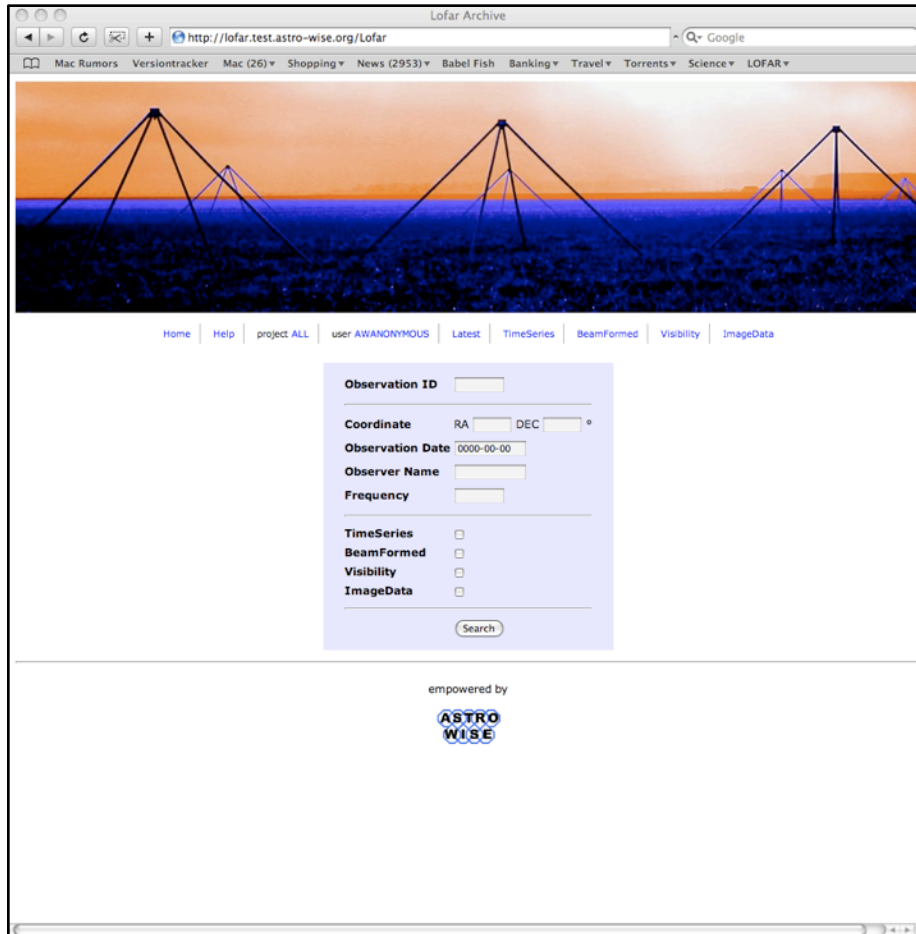 Lofar Archive
http://lofar.test.astro-wise.org/Lofar Google
Mac Rumors Versiontracker Mac (26) Shopping News (2953) Babel Fish Banking Travel Torrents Science LOFAR
Home Help project ALL user AWANONYMOUS Latest TimeSeries BeamFormed Visibility ImageData
Observation ID
Coordinate RA DEC °
Observation Date 0000-00-00
Observer Name
Frequency
TimeSeries
BeamFormed
Visibility
ImageData
Search
empowered by
ASTRO
WISE